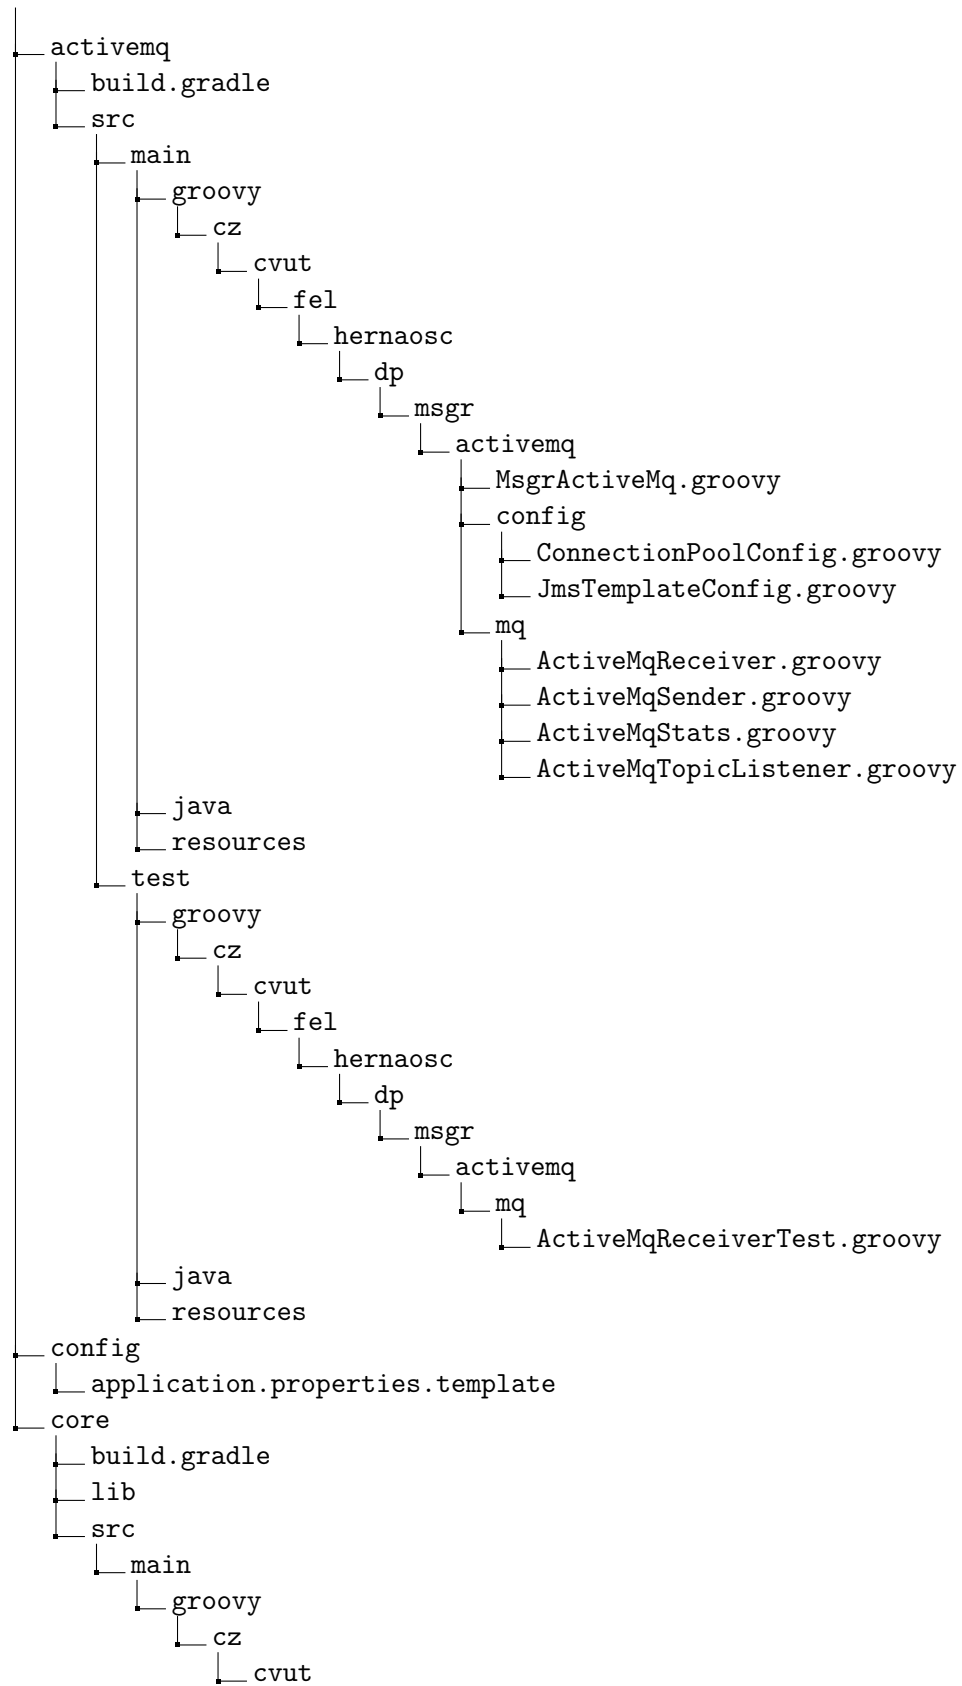 activemq
build.gradle
src
main
groovy
cz
cvut
fel
hernaosc
dp
msgr
activemq
MsgrActiveMq.groovy
config
ConnectionPoolConfig.groovy
JmsTemplateConfig.groovy
mq
ActiveMqReceiver.groovy
ActiveMqSender.groovy
ActiveMqStats.groovy
ActiveMqTopicListener.groovy
java
resources
test
groovy
cz
cvut
fel
hernaosc
dp
msgr
activemq
mq
ActiveMqReceiverTest.groovy
java
resources
config
application.properties.template
core
build.gradle
lib
src
main
groovy
cz
cvut